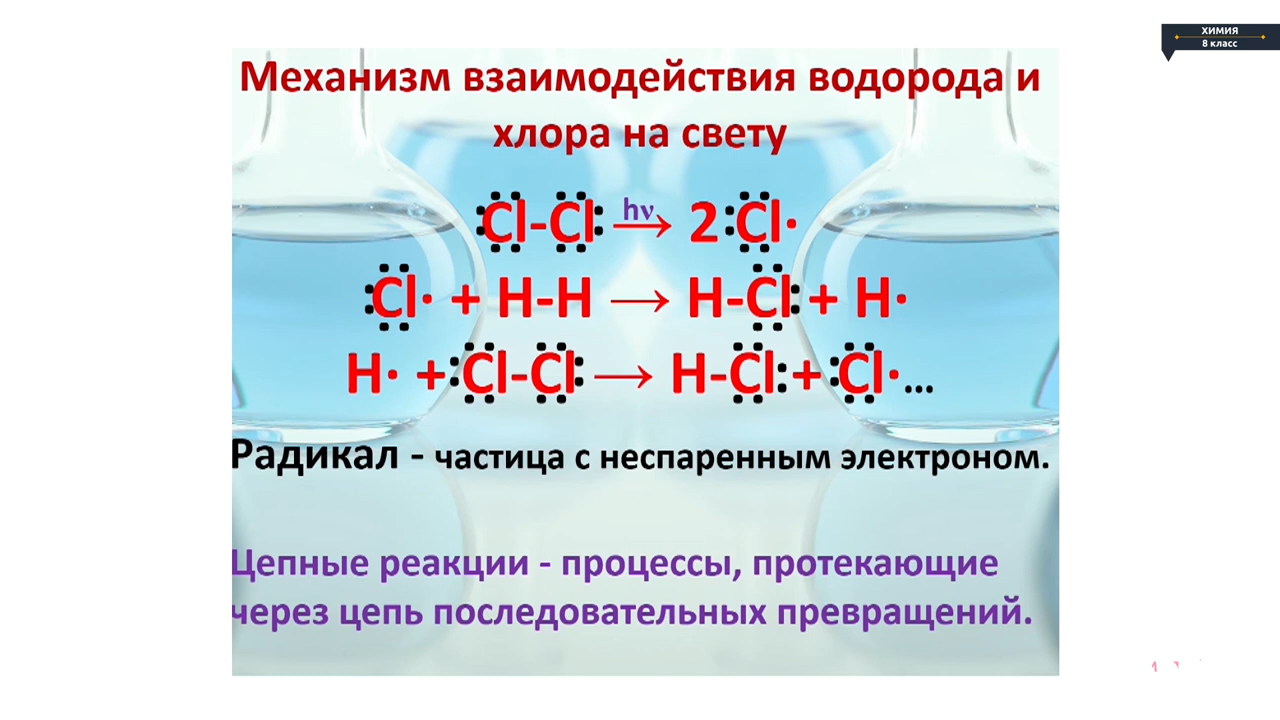 ХИМИЯ
8 класс
Механизм взаимодействия водорода и
хлора на свету
Cl-Cl hν → 2 Cl·
Cl· + H-H → H-Cl + H·
H· + Cl-Cl → H-Cl + Cl·...
Радикал - частица с неспаренным электроном.
Цепные реакции - процессы, протекающие
через цепь последовательных превращений.